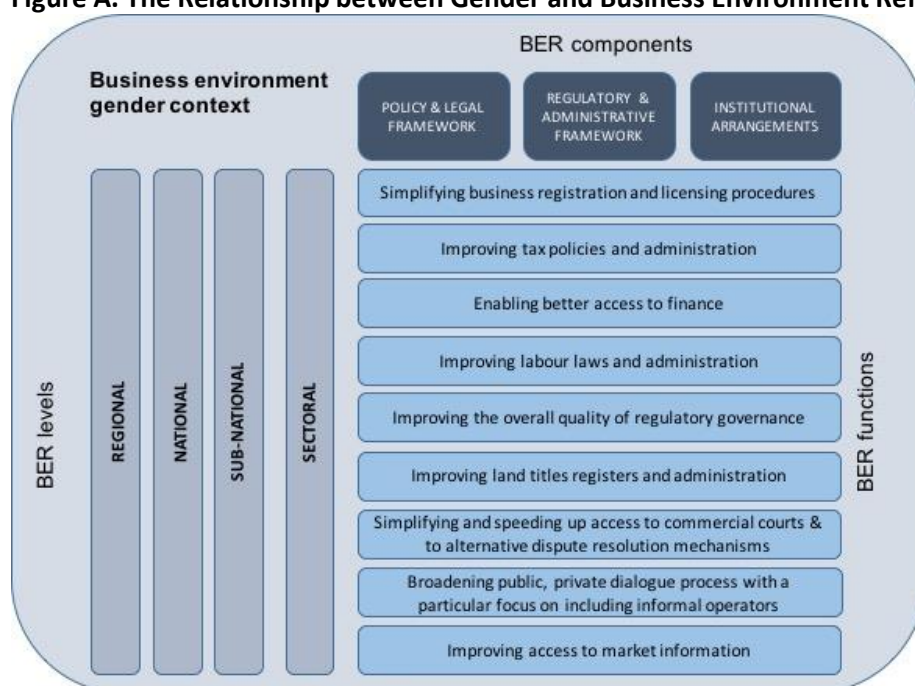 Figure A: The Relationship between Gender and Business Environment
BER components
Business environment
gender context
POLICY & LEGAL
FRAMEWORK
REGULATORY &
ADMINISTRATIVE
FRAMEWORK
INSTITUTIONAL
ARRANGEMENTS
BER levels
REGIONAL
NATIONAL
SUB-NATIONAL
SECTORAL
Simplifying business registration and licensing procedures
Improving tax policies and administration
Enabling better access to finance
Improving labour laws and administration
Improving the overall quality of regulatory governance
Improving land titles registers and administration
Simplifying and speeding up access to commercial courts &
to alternative dispute resolution mechanisms
Broadening public, private dialogue process with a
particular focus on including informal operators
Improving access to market information
BER functions